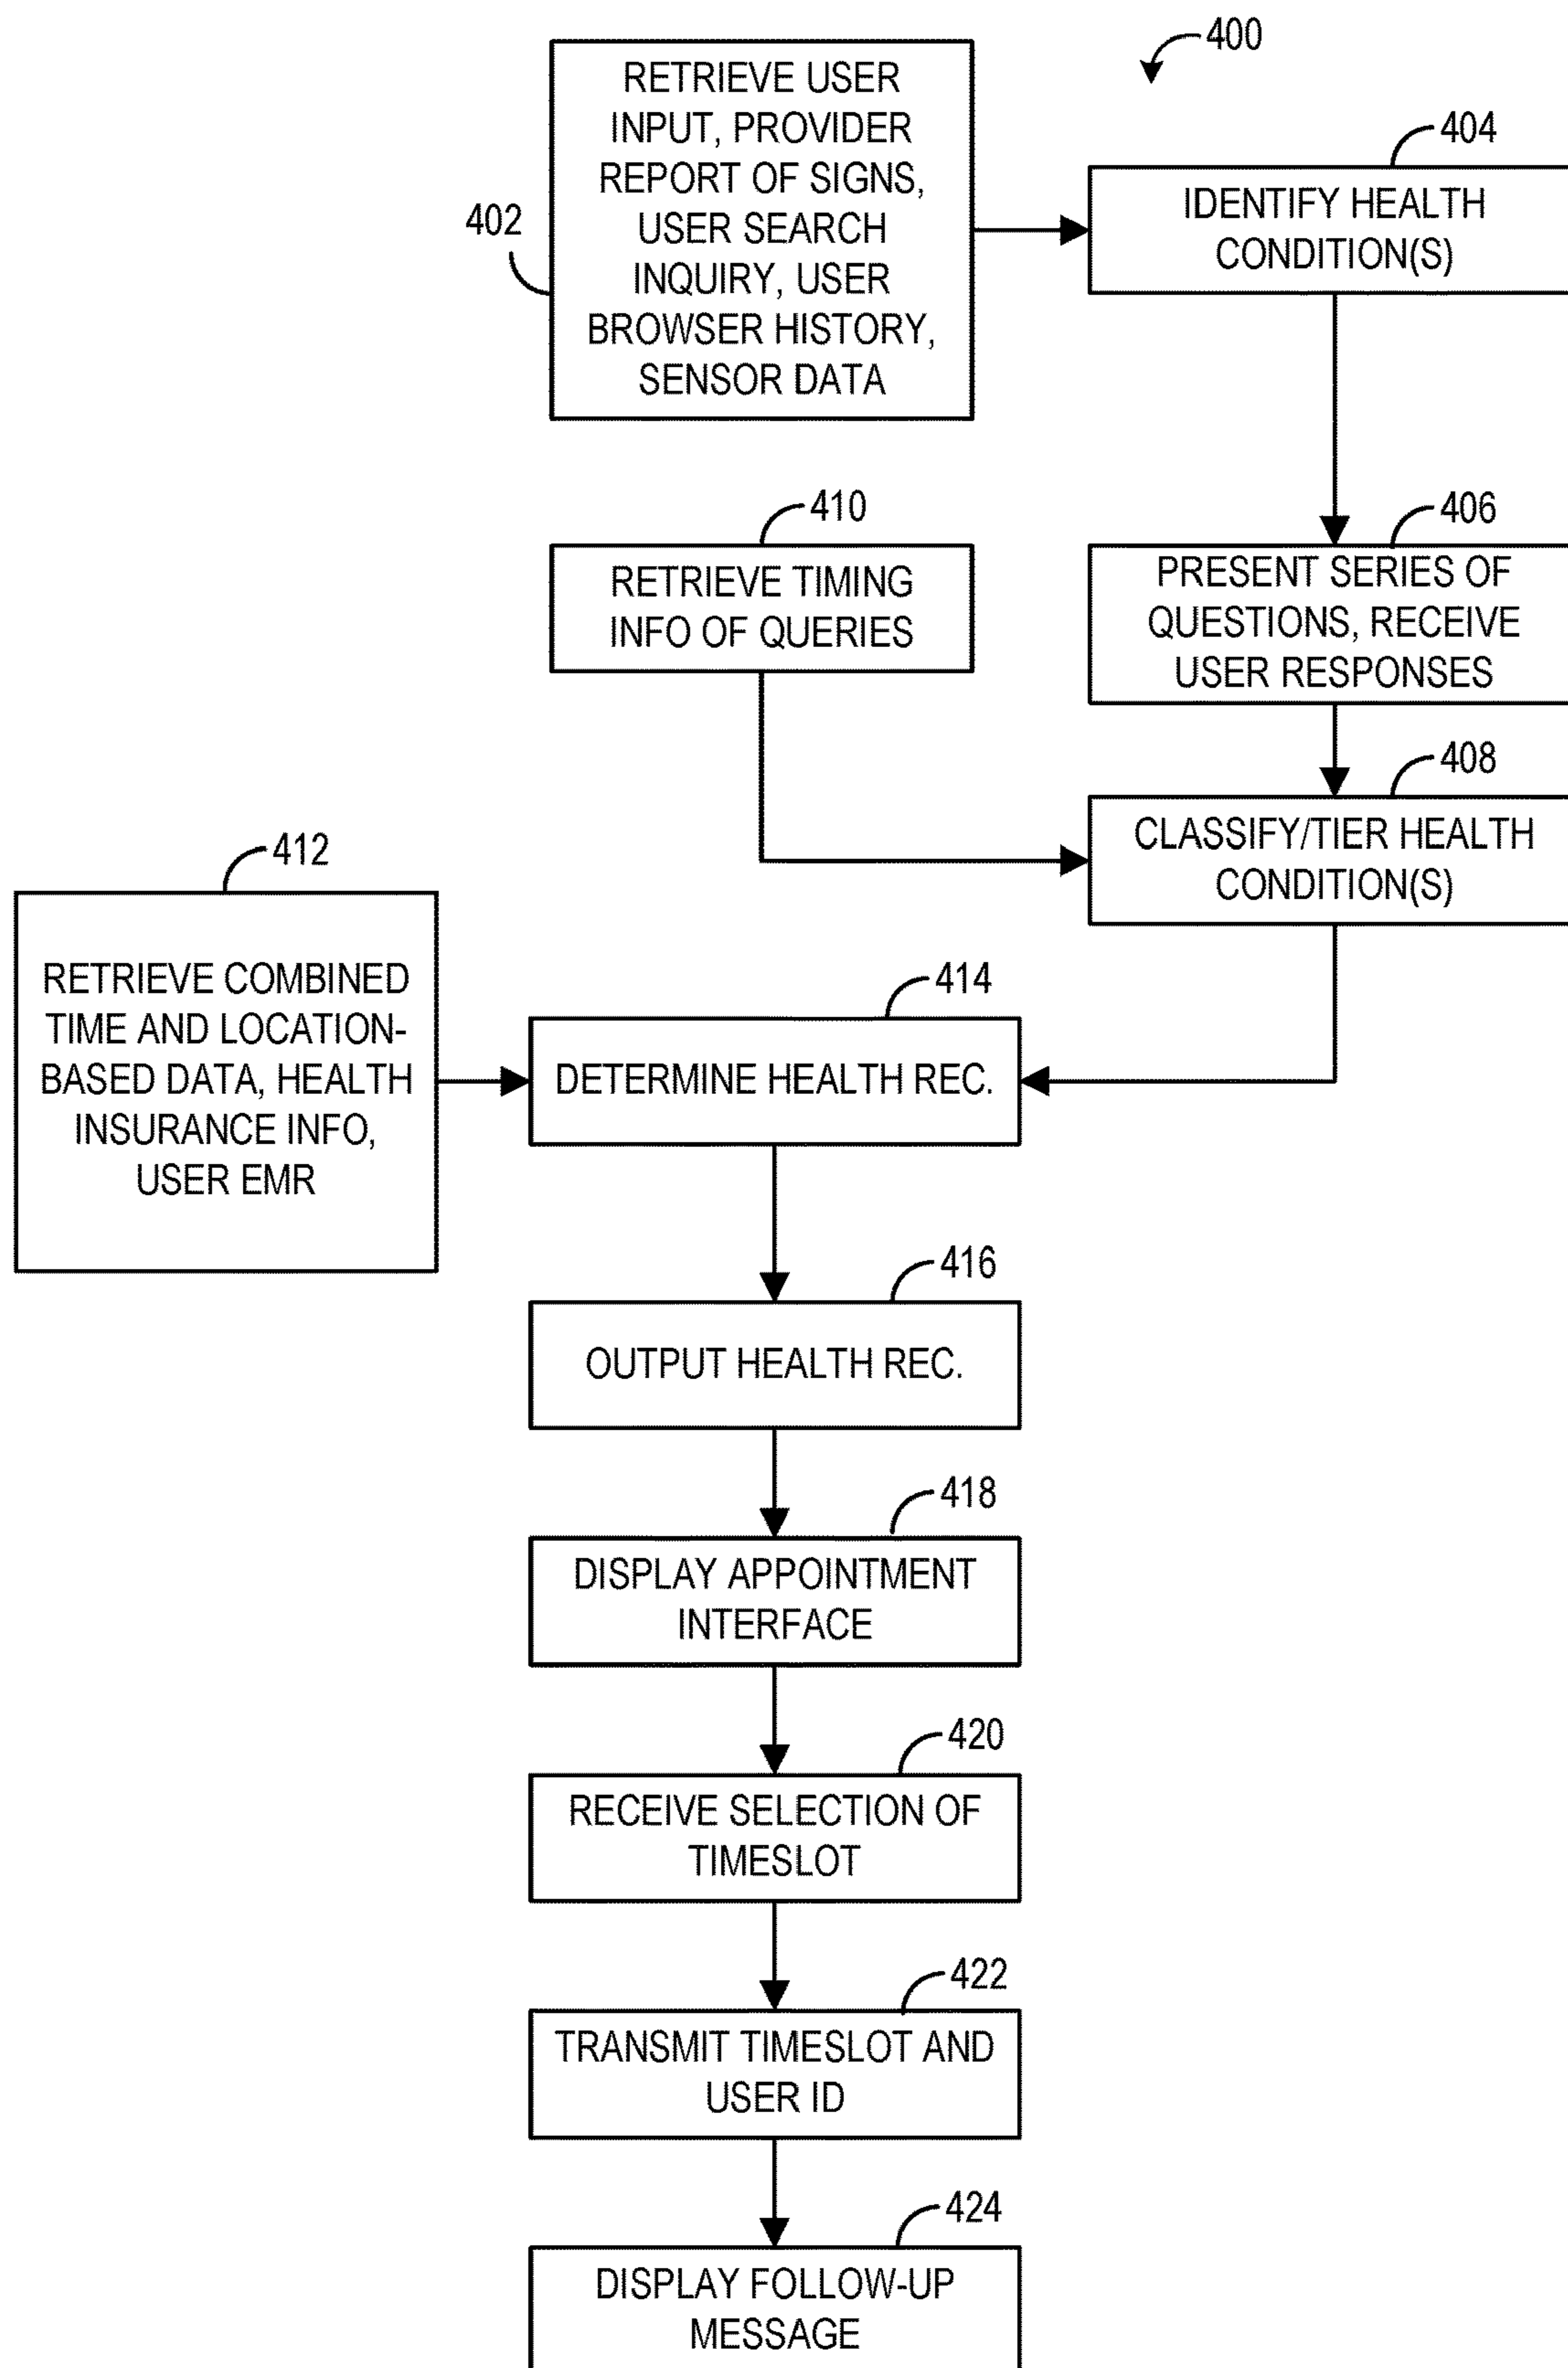 400
402
RETRIEVE USER
INPUT, PROVIDER
REPORT OF SIGNS,
USER SEARCH
INQUIRY, USER
BROWSER HISTORY,
SENSOR DATA
404
IDENTIFY HEALTH
CONDITION(S)
406
PRESENT SERIES OF
QUESTIONS, RECEIVE
USER RESPONSES
410
RETRIEVE TIMING
INFO OF QUERIES
408
CLASSIFY/TIER HEALTH
CONDITION(S)
412
RETRIEVE COMBINED
TIME AND LOCATION-
BASED DATA, HEALTH
INSURANCE INFO,
USER EMR
414
DETERMINE HEALTH REC.
416
OUTPUT HEALTH REC.
418
DISPLAY APPOINTMENT
INTERFACE
420
RECEIVE SELECTION OF
TIMESLOT
422
TRANSMIT TIMESLOT AND
USER ID
424
DISPLAY FOLLOW-UP
MESSAGE